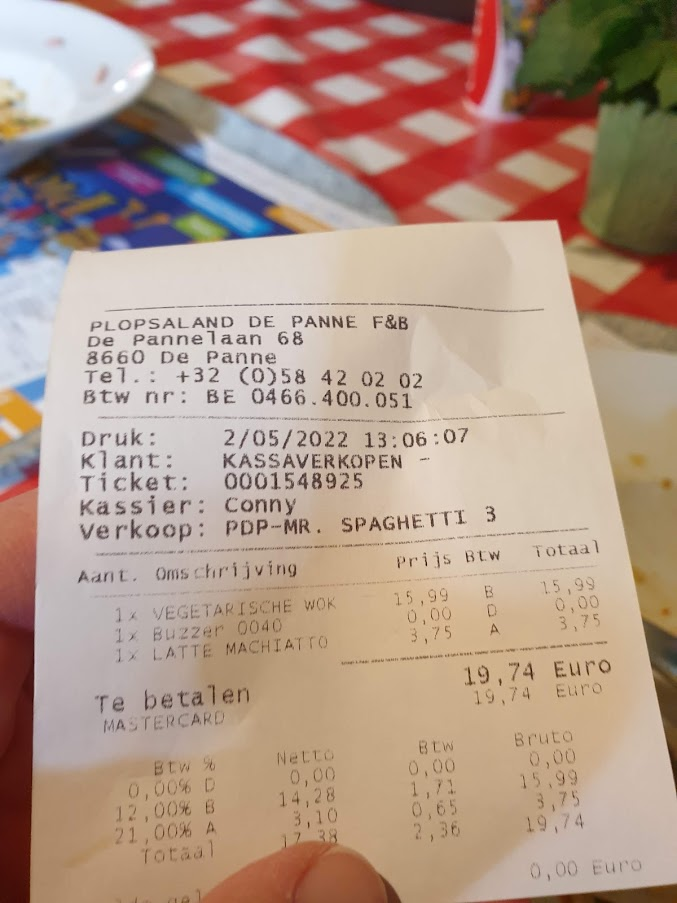 PLOPSALAND DE PANNE F&B
De Pannelaan 68
8660 De Panne
Tel.: +32 (0)58 42 02 02
Btw nr: BE 0466.400.051
Druk: 2/05/2022 13:06:07
Klant: KASSAVERKOPEN -
Ticket: 0001548925
Kassier: Conny
Verkoop: PDP-MR. SPAGHETTI 3
Aant. Omschrijving Prijs Btw Totaal
1x VEGETARISCHE WOK 15,99 B 15,99
1x Buzzer 0040 0,00 D 0,00
1x LATTE MACHIATTO 3,75 A 3,75
Te betalen 19,74 Euro
MASTERCARD 19,74 Euro
Btw % Netto Btw Bruto
0,00% D 0,00 0,00 0,00
12,00% B 14,28 1,71 15,99
21,00% A 3,10 0,65 3,75
Totaal 17,38 2,36 19,74
0,00 Euro